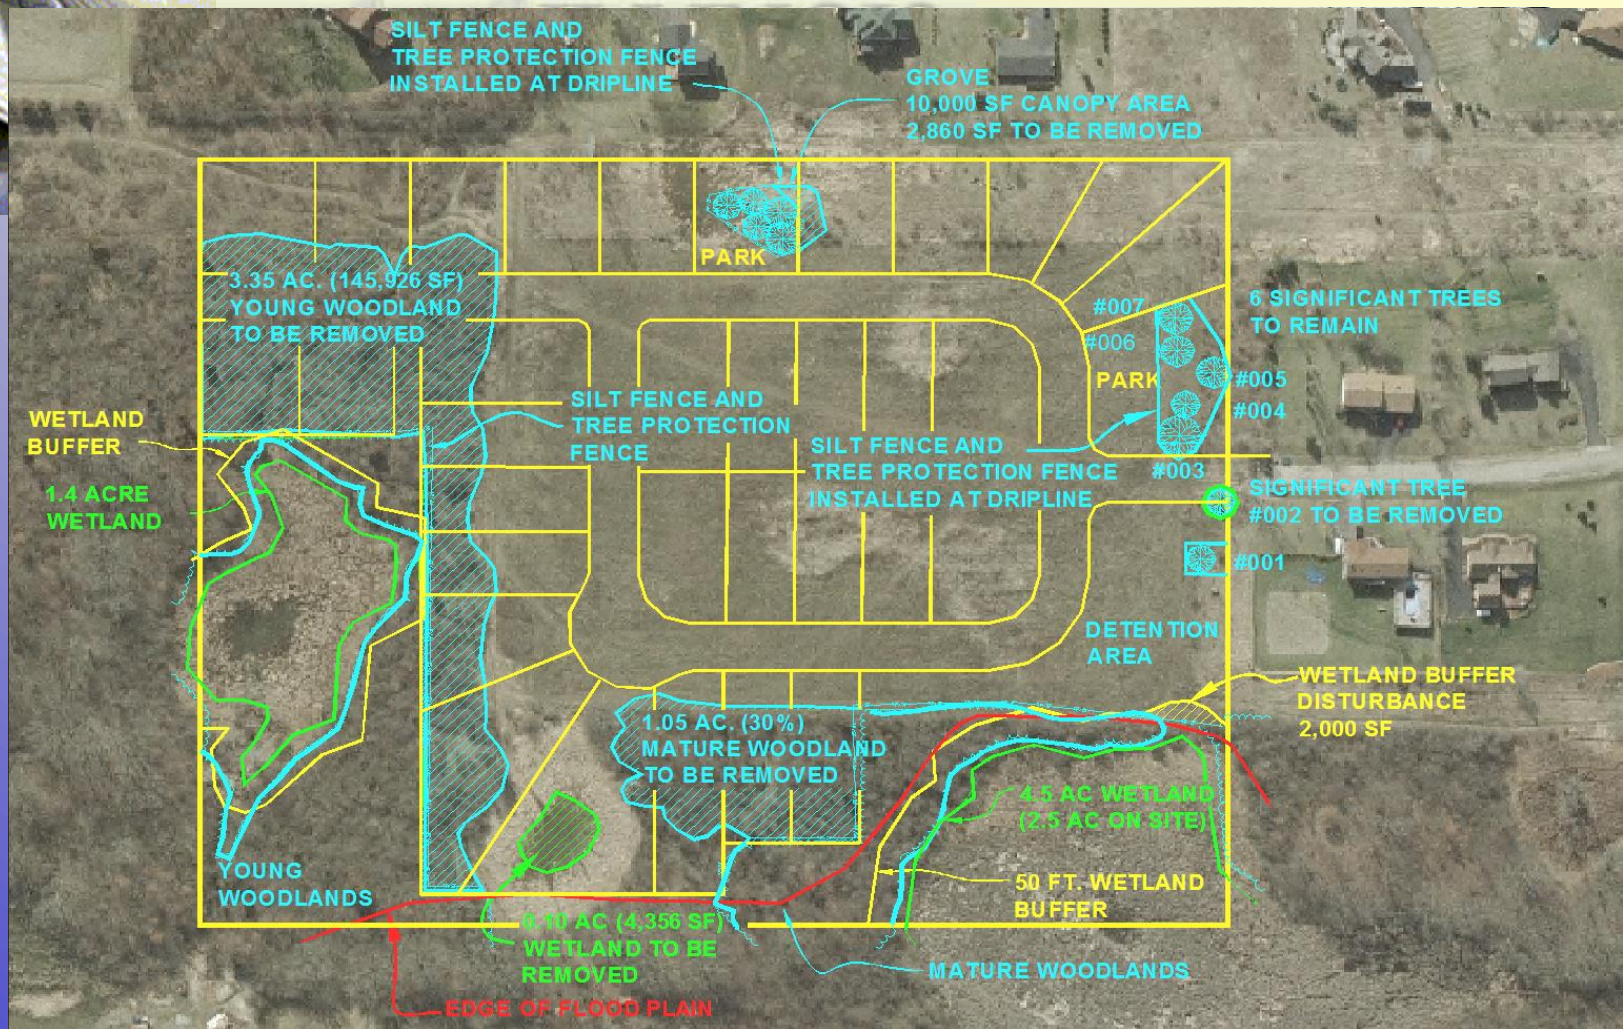 SILT FENCE AND
TREE PROTECTION FENCE
INSTALLED AT DRIPLINE
GROVE
10,000 SF CANOPY AREA
2,860 SF TO BE REMOVED
PARK
3.35 AC. (145,926 SF)
YOUNG WOODLAND
TO BE REMOVED
#007
#006
PARK
6 SIGNIFICANT TREES
TO REMAIN
#005
#004
#003
WETLAND
BUFFER
1.4 ACRE
WETLAND
SILT FENCE AND
TREE PROTECTION
FENCE
SILT FENCE AND
TREE PROTECTION FENCE
INSTALLED AT DRIPLINE
SIGNIFICANT TREE
#002 TO BE REMOVED
#001
DETENTION
AREA
WETLAND BUFFER
DISTURBANCE
2,000 SF
1.05 AC. (30%)
MATURE WOODLAND
TO BE REMOVED
4.5 AC WETLAND
(2.5 AC ON SITE)
YOUNG
WOODLANDS
50 FT. WETLAND
BUFFER
0.10 AC (4,356 SF)
WETLAND TO BE
REMOVED
MATURE WOODLANDS
EDGE OF FLOOD PLAIN